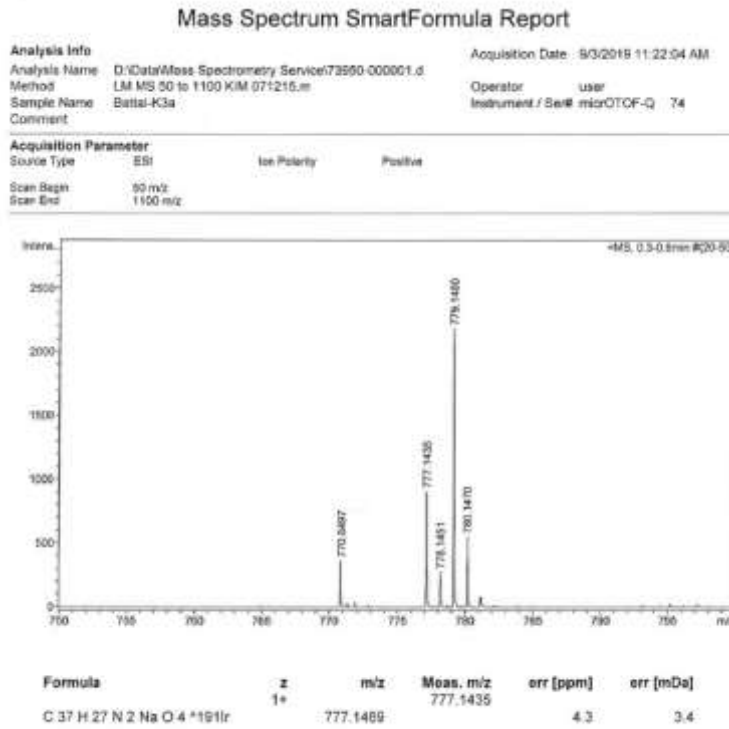 Mass Spectrum SmartFormula Report
Analysis Info
Acquisition Date 9/3/2019 11:22:04 AM
Analysis Name D:\Data\Mass Spectrometry Service\73950-000001.d
Method LM MS 50 to 1100 KIM 071215.m
Operator user
Sample Name Battal-K3a
Instrument / Ser# micrOTOF-Q 74
Comment
Acquisition Parameter
Source Type ESI Ion Polarity Positive
Scan Begin 50 m/z
Scan End 1100 m/z
Intens.
+MS, 0.3-0.8min #(20-50
2500
2000
1500
1000
500
0
779.1460
777.1435
780.1470
770.8497
778.1451
750 755 760 765 770 775 780 785 790 795 m/z
Formula z m/z Meas. m/z err [ppm] err [mDa]
1+ 777.1435
C 37 H 27 N 2 Na O 4 ^191Ir 777.1469 4.3 3.4